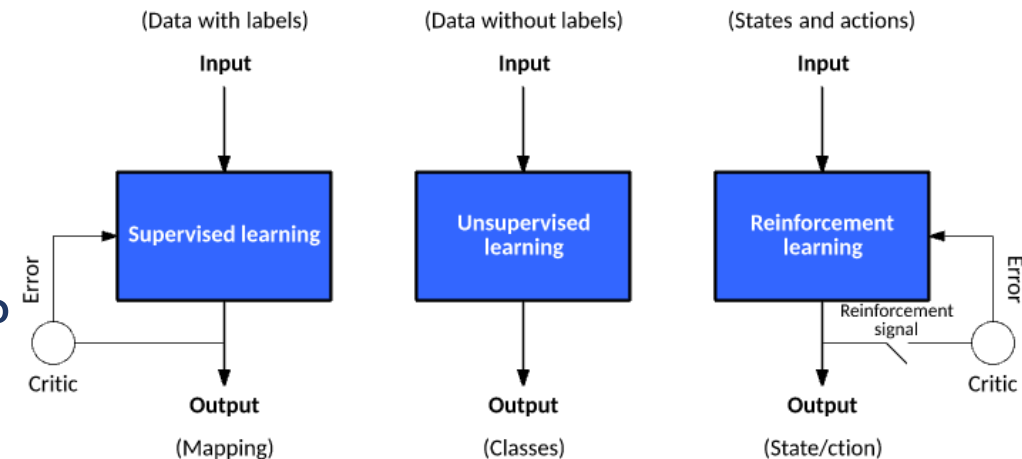 (Data with labels)
Input
Supervised learning
Error
Critic
Output
(Mapping)
(Data without labels)
Input
Unsupervised
learning
Output
(Classes)
(States and actions)
Input
Reinforcement
learning
Reinforcement
signal
Error
Critic
Output
(State/ction)